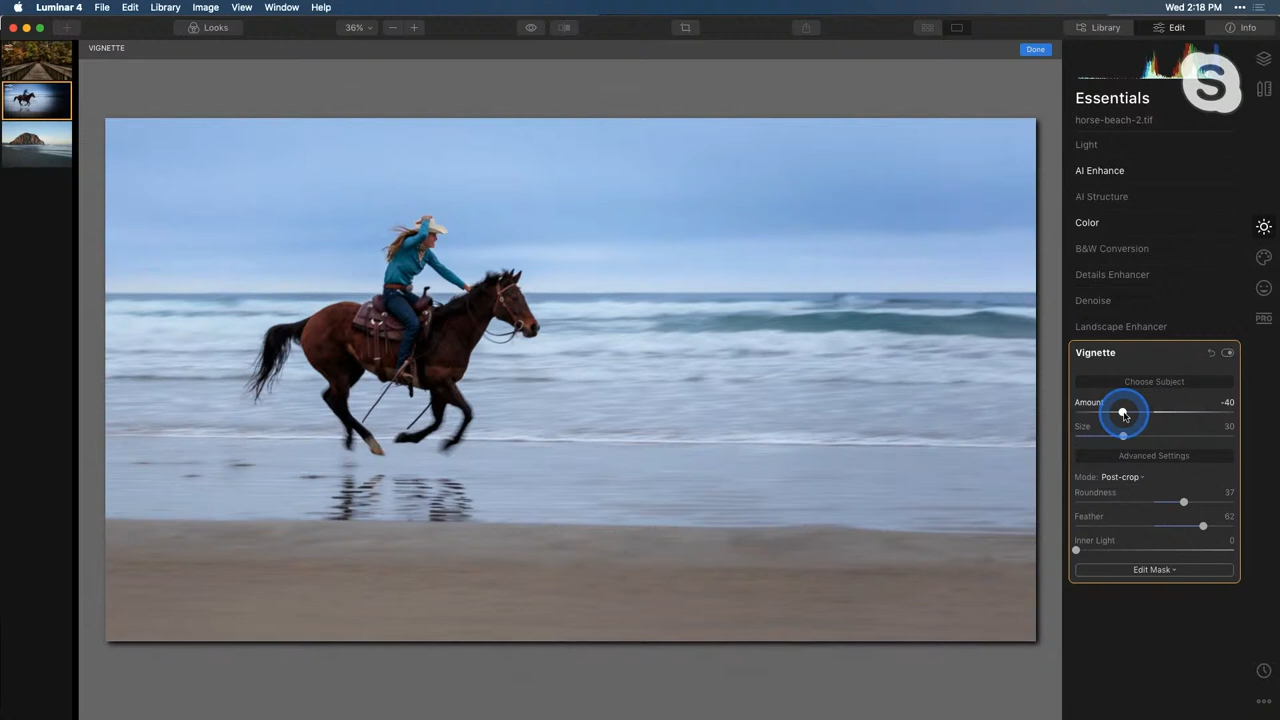 Luminar 4 File Edit Library Image View Window Help Wed 2:18 PM
Looks 36% Library Edit Info
VIGNETTE Done
S
Essentials
horse-beach-2.tif
Light
AI Enhance
AI Structure
Color
B&W Conversion
Details Enhancer
Denoise
Landscape Enhancer
PRO
Vignette
Choose Subject
Amount -40
Size 30
Advanced Settings
Mode: Post-crop
Roundness 37
Feather 62
Inner Light 0
Edit Mask